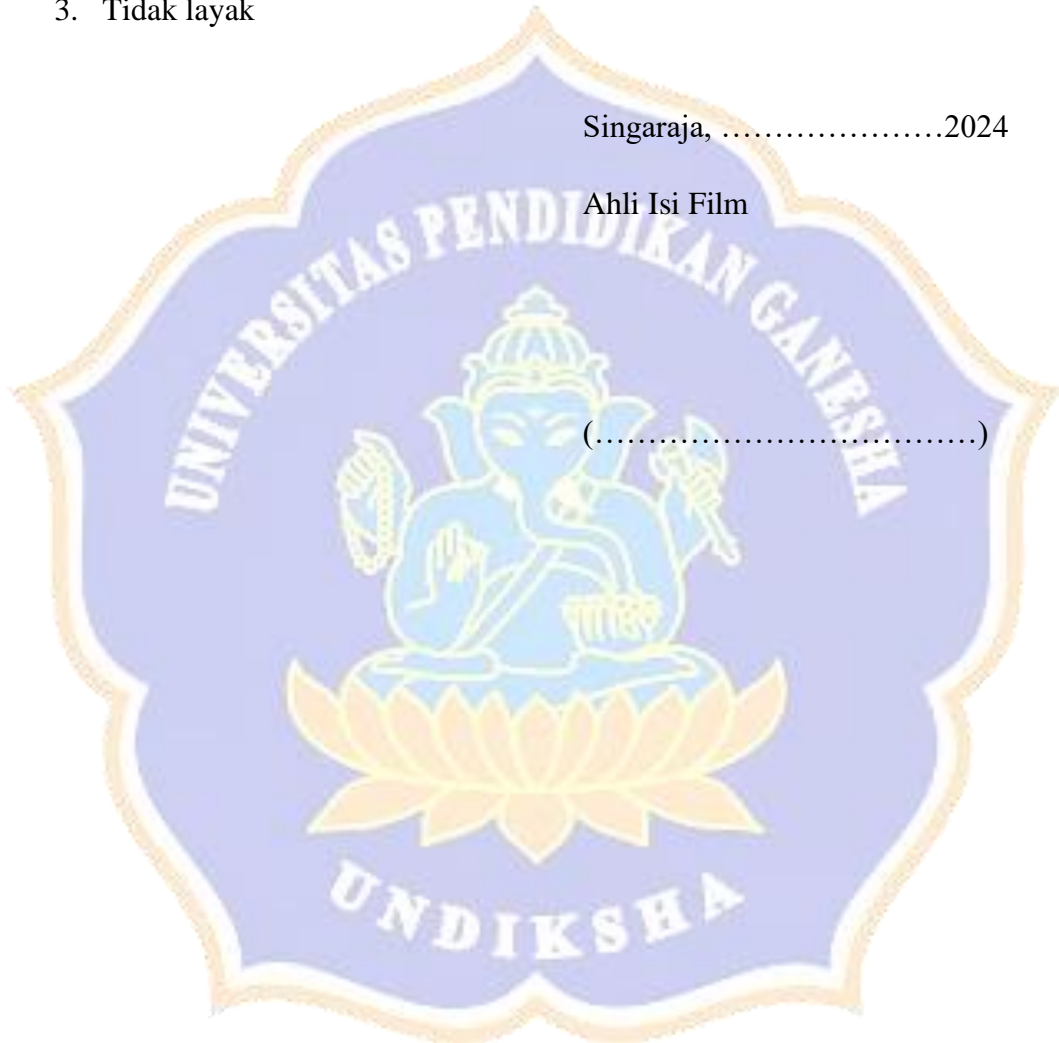 3. Tidak layak
Singaraja, …………………2024
Ahli Isi Film
UNIVERSITAS PENDIDIKAN GANESHA
(………………………………)
UNDIKSHA